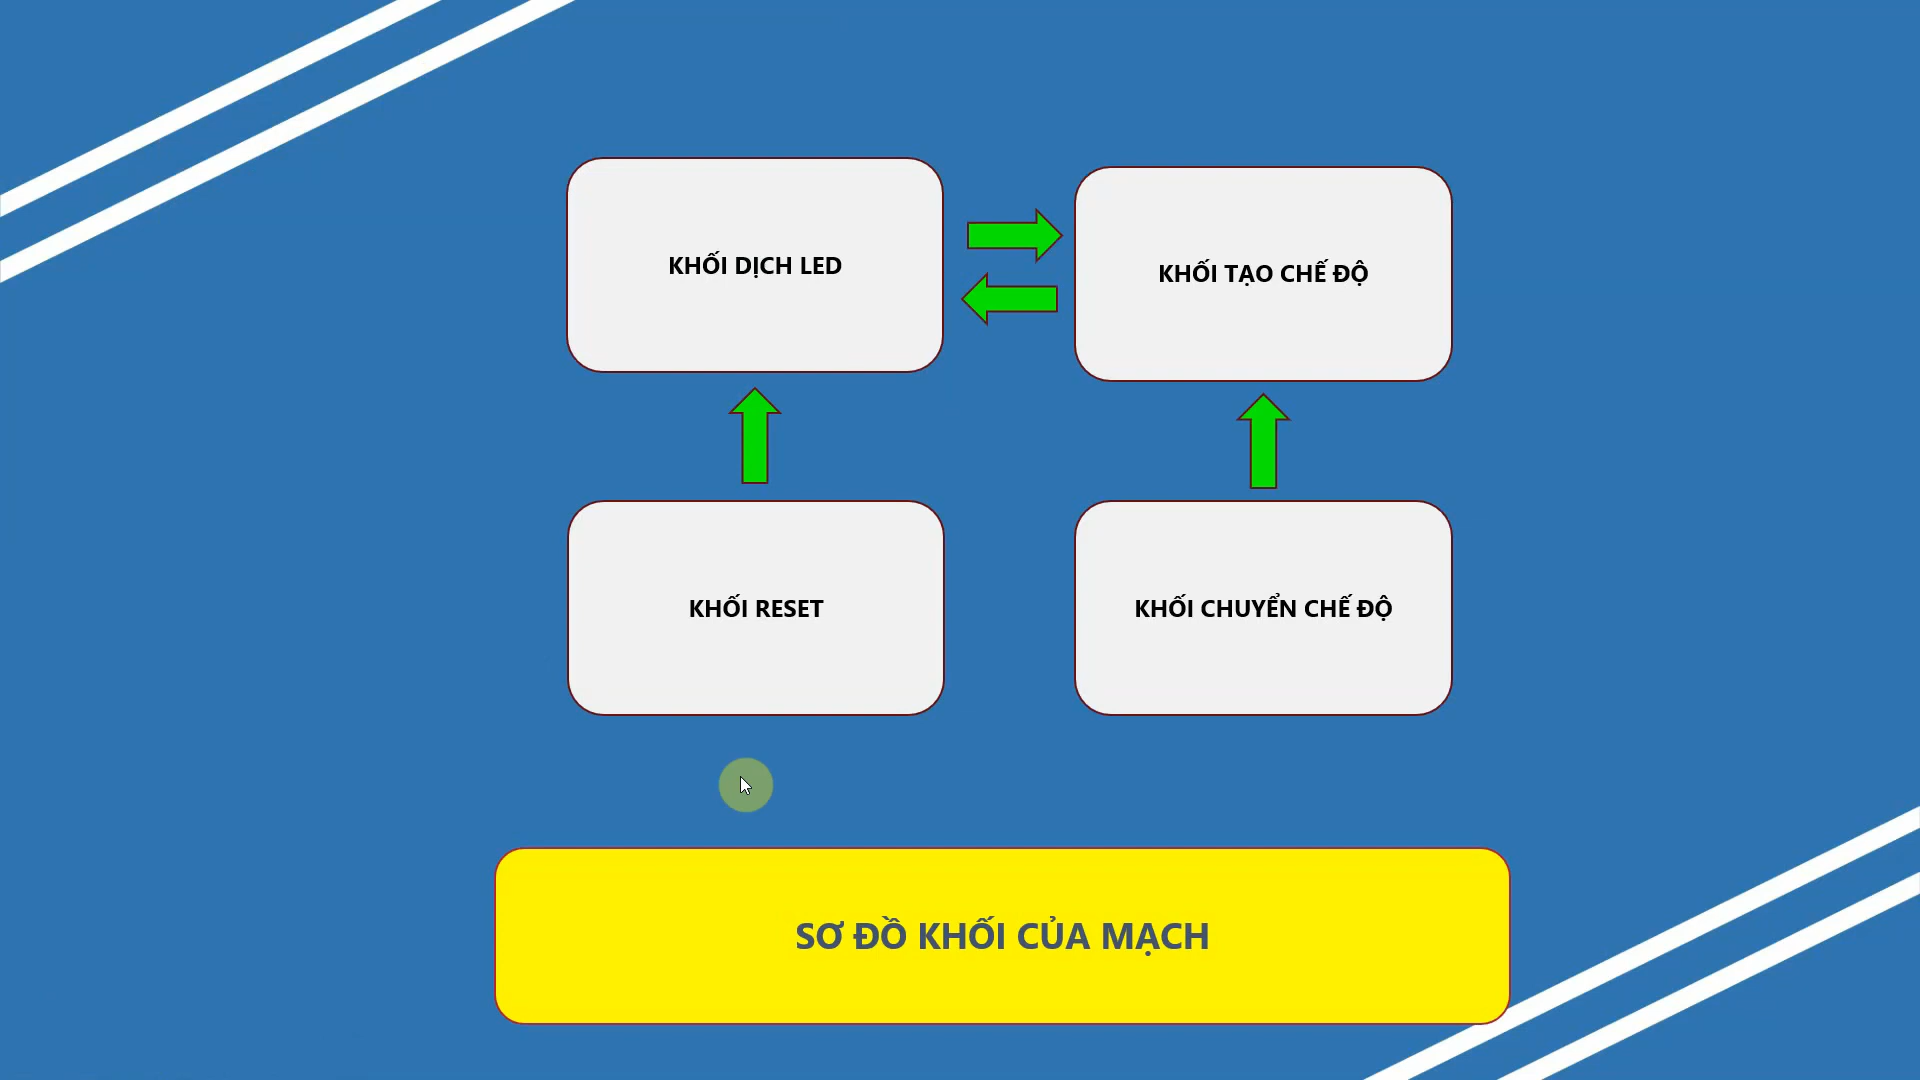 KHỐI DỊCH LED
KHỐI TẠO CHẾ ĐỘ
KHỐI RESET
KHỐI CHUYỂN CHẾ ĐỘ
SƠ ĐỒ KHỐI CỦA MẠCH